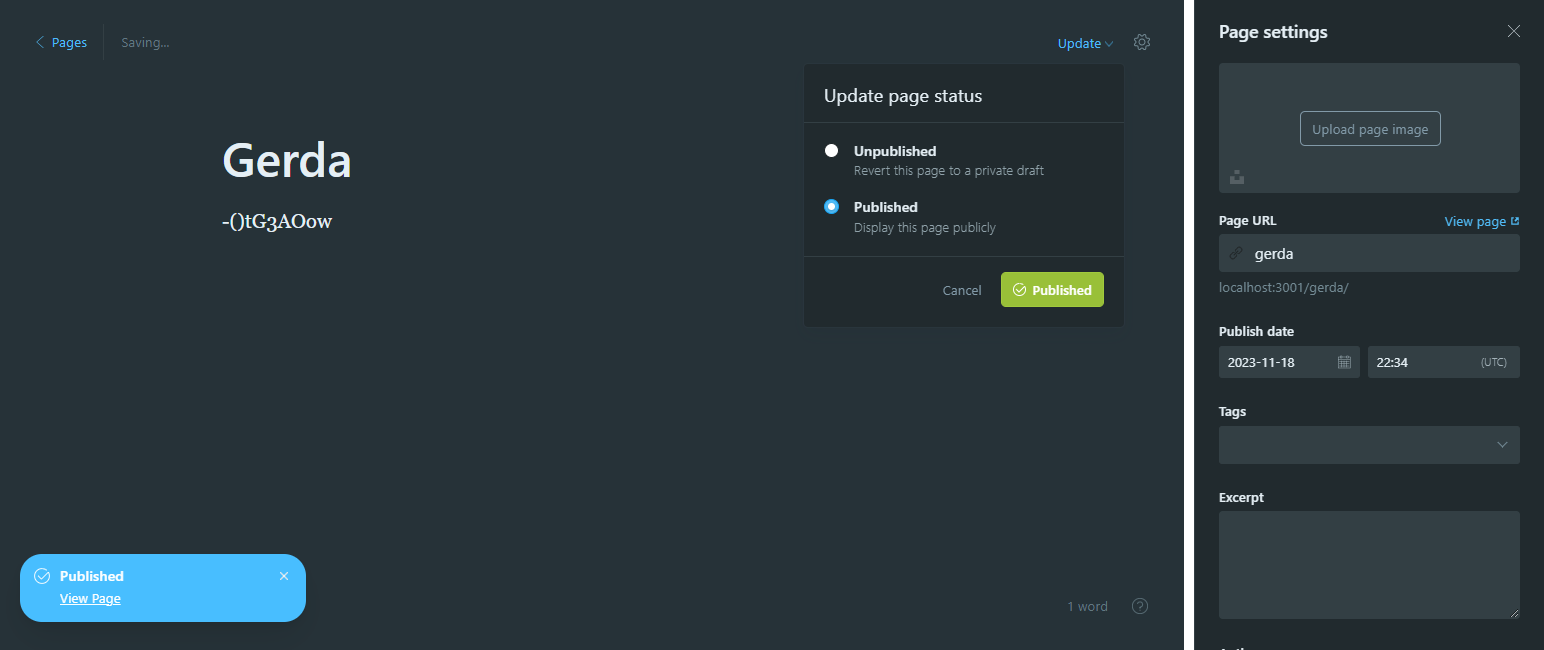 Pages
Saving...
Update
Update page status
Unpublished
Revert this page to a private draft
Published
Display this page publicly
Cancel
Published
Gerda
-()tG3AOow
Published
View Page
1 word
?
Page settings
Upload page image
Page URL
View page
gerda
localhost:3001/gerda/
Publish date
2023-11-18
22:34
(UTC)
Tags
Excerpt